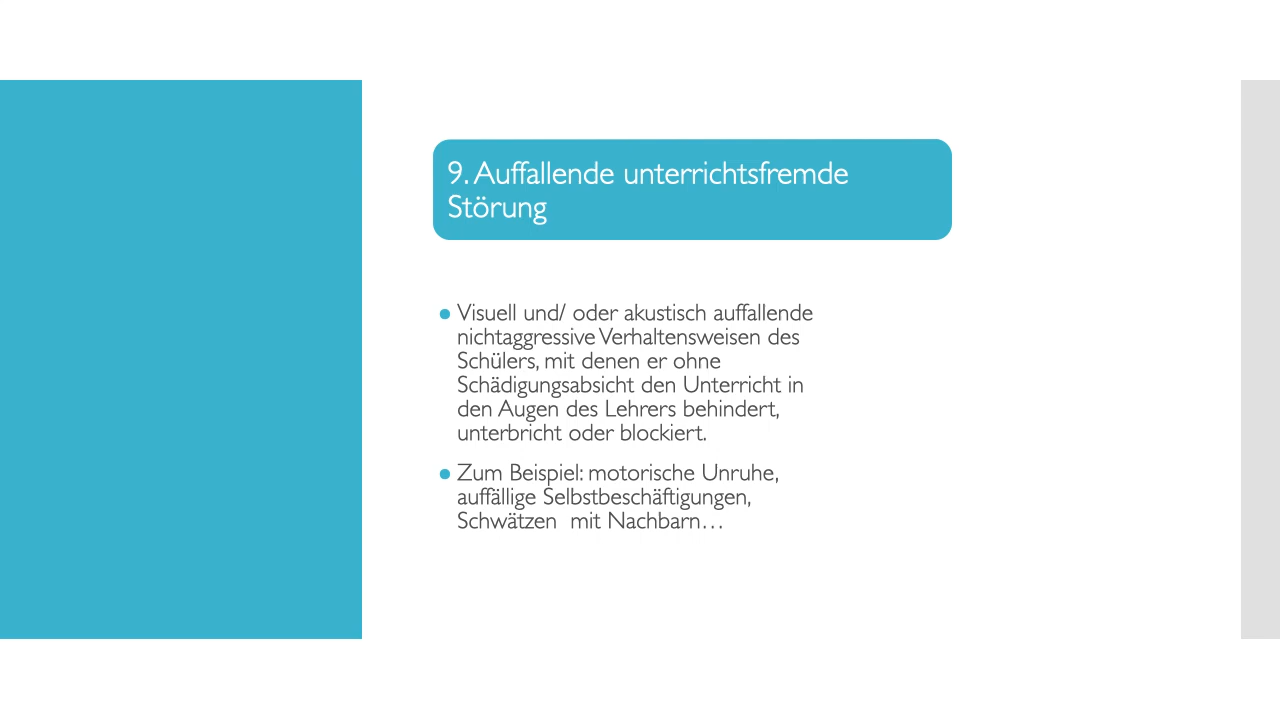 9. Auffallende unterrichtsfremde
Störung
• Visuell und/ oder akustisch auffallende
nichtaggressive Verhaltensweisen des
Schülers, mit denen er ohne
Schädigungsabsicht den Unterricht in
den Augen des Lehrers behindert,
unterbricht oder blockiert.
• Zum Beispiel: motorische Unruhe,
auffällige Selbstbeschäftigungen,
Schwätzen  mit Nachbarn…